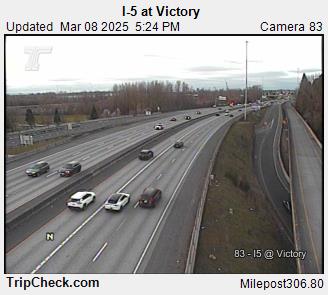 I-5 at Victory
Updated Mar 08 2025 5:24 PM Camera 83
N
83 - I5 @ Victory
TripCheck.com Milepost306.80